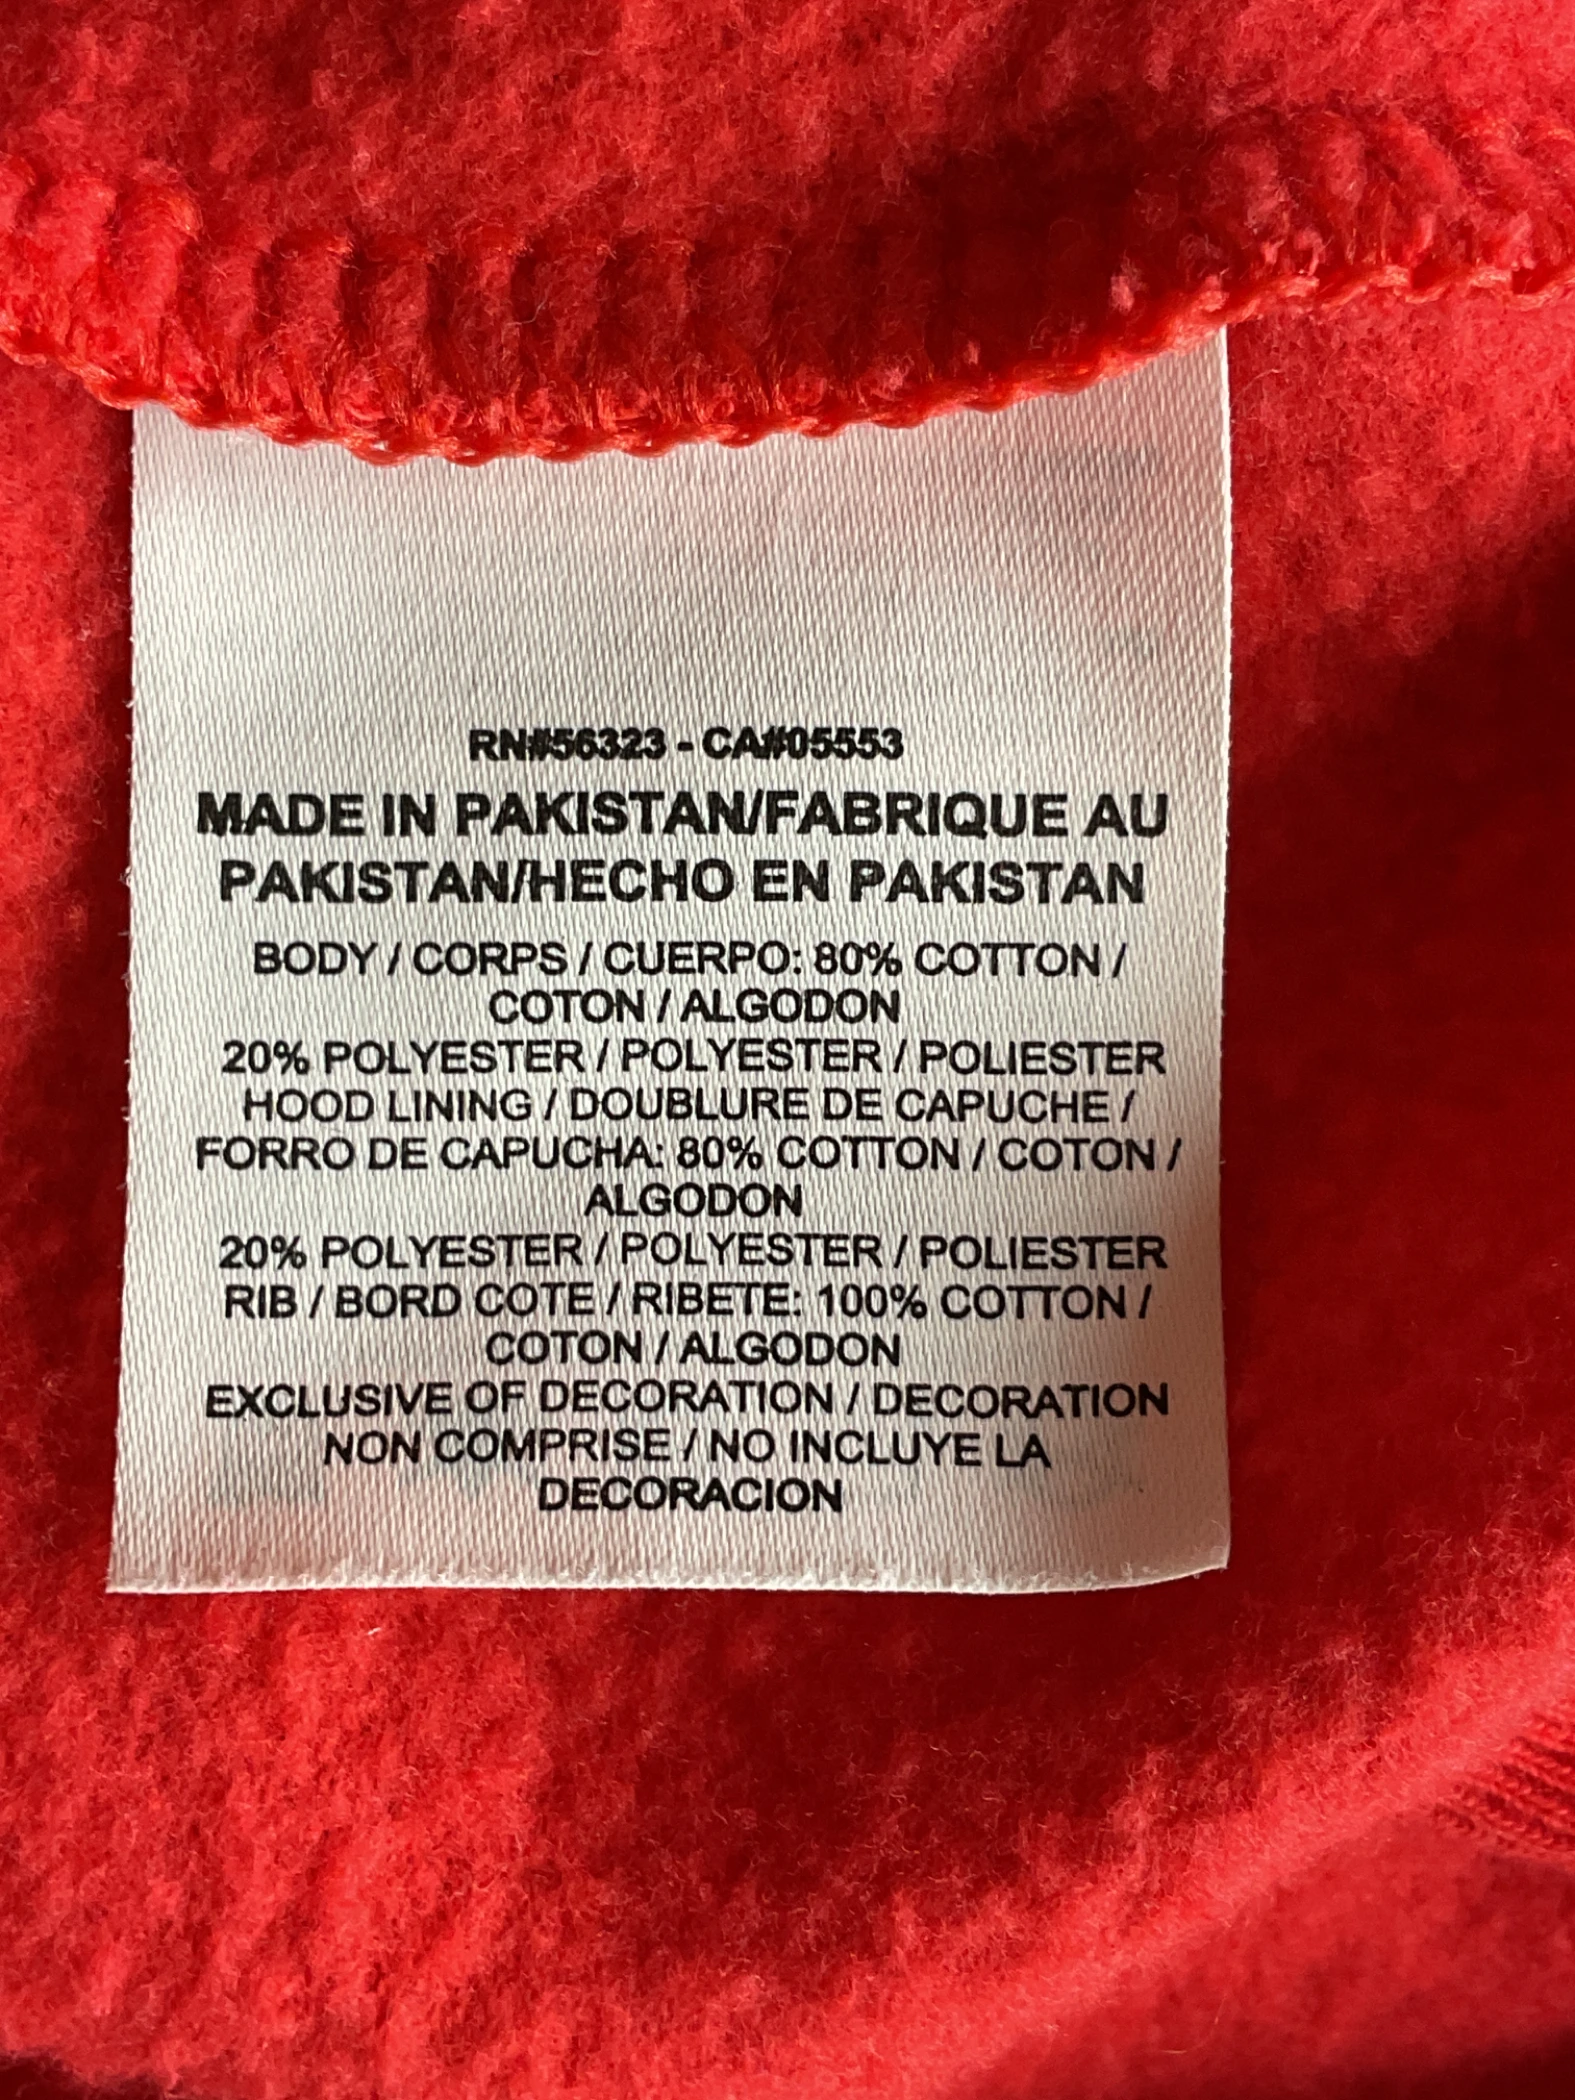 RN#56323 - CA#05553
MADE IN PAKISTAN/FABRIQUE AU
PAKISTAN/HECHO EN PAKISTAN
BODY / CORPS / CUERPO: 80% COTTON /
COTON / ALGODON
20% POLYESTER / POLYESTER / POLIESTER
HOOD LINING / DOUBLURE DE CAPUCHE /
FORRO DE CAPUCHA: 80% COTTON / COTON /
ALGODON
20% POLYESTER / POLYESTER / POLIESTER
RIB / BORD COTE / RIBETE: 100% COTTON /
COTON / ALGODON
EXCLUSIVE OF DECORATION / DECORATION
NON COMPRISE / NO INCLUYE LA
DECORACION